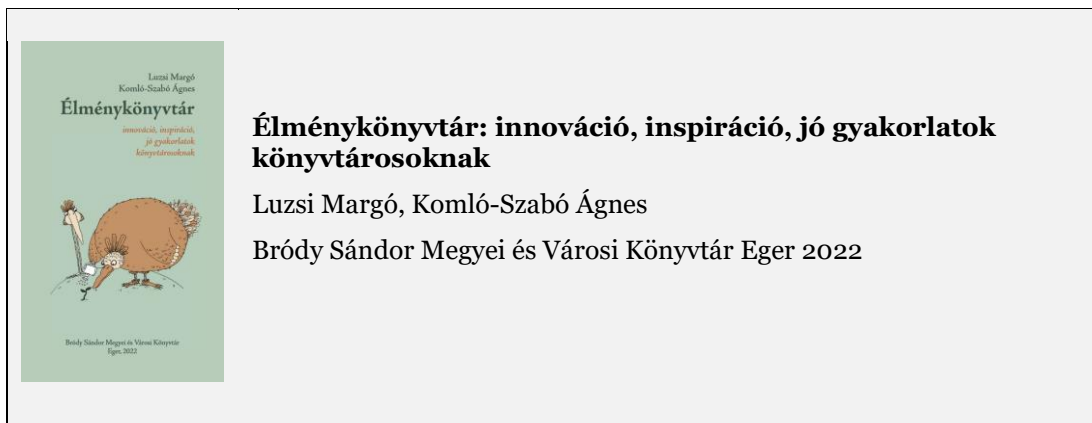 Luzsi Margó
Komló-Szabó Ágnes
Élménykönyvtár
innováció, inspiráció,
jó gyakorlatok
könyvtárosoknak
Bródy Sándor Megyei és Városi Könyvtár
Eger, 2022
Élménykönyvtár: innováció, inspiráció, jó gyakorlatok
könyvtárosoknak
Luzsi Margó, Komló-Szabó Ágnes
Bródy Sándor Megyei és Városi Könyvtár Eger 2022